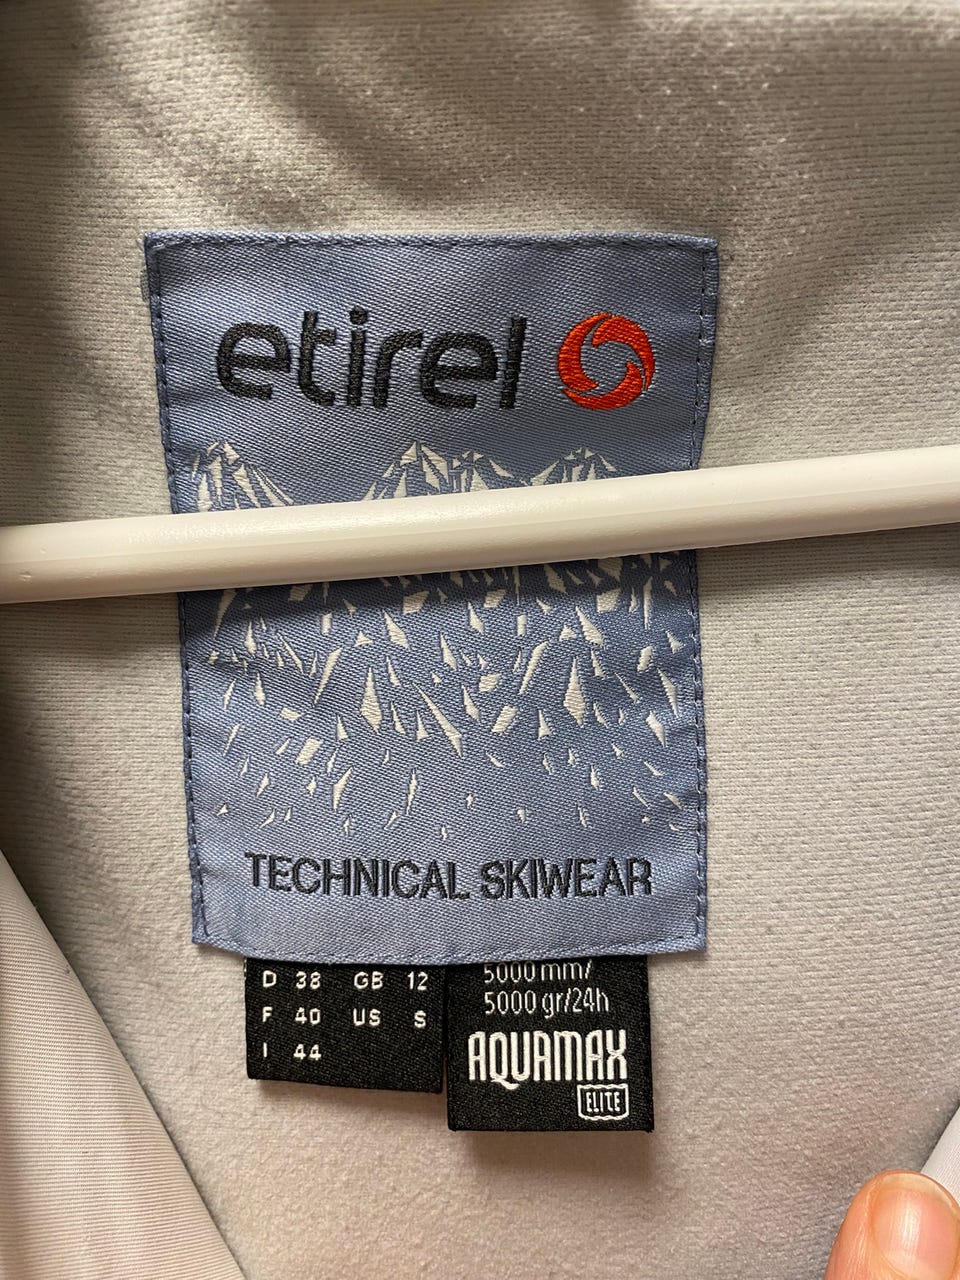 etirel
TECHNICAL SKIWEAR
D 38 GB 12
F 40 US S
I 44
5000 mm/
5000 gr/24h
AQUAMAX
ELITE